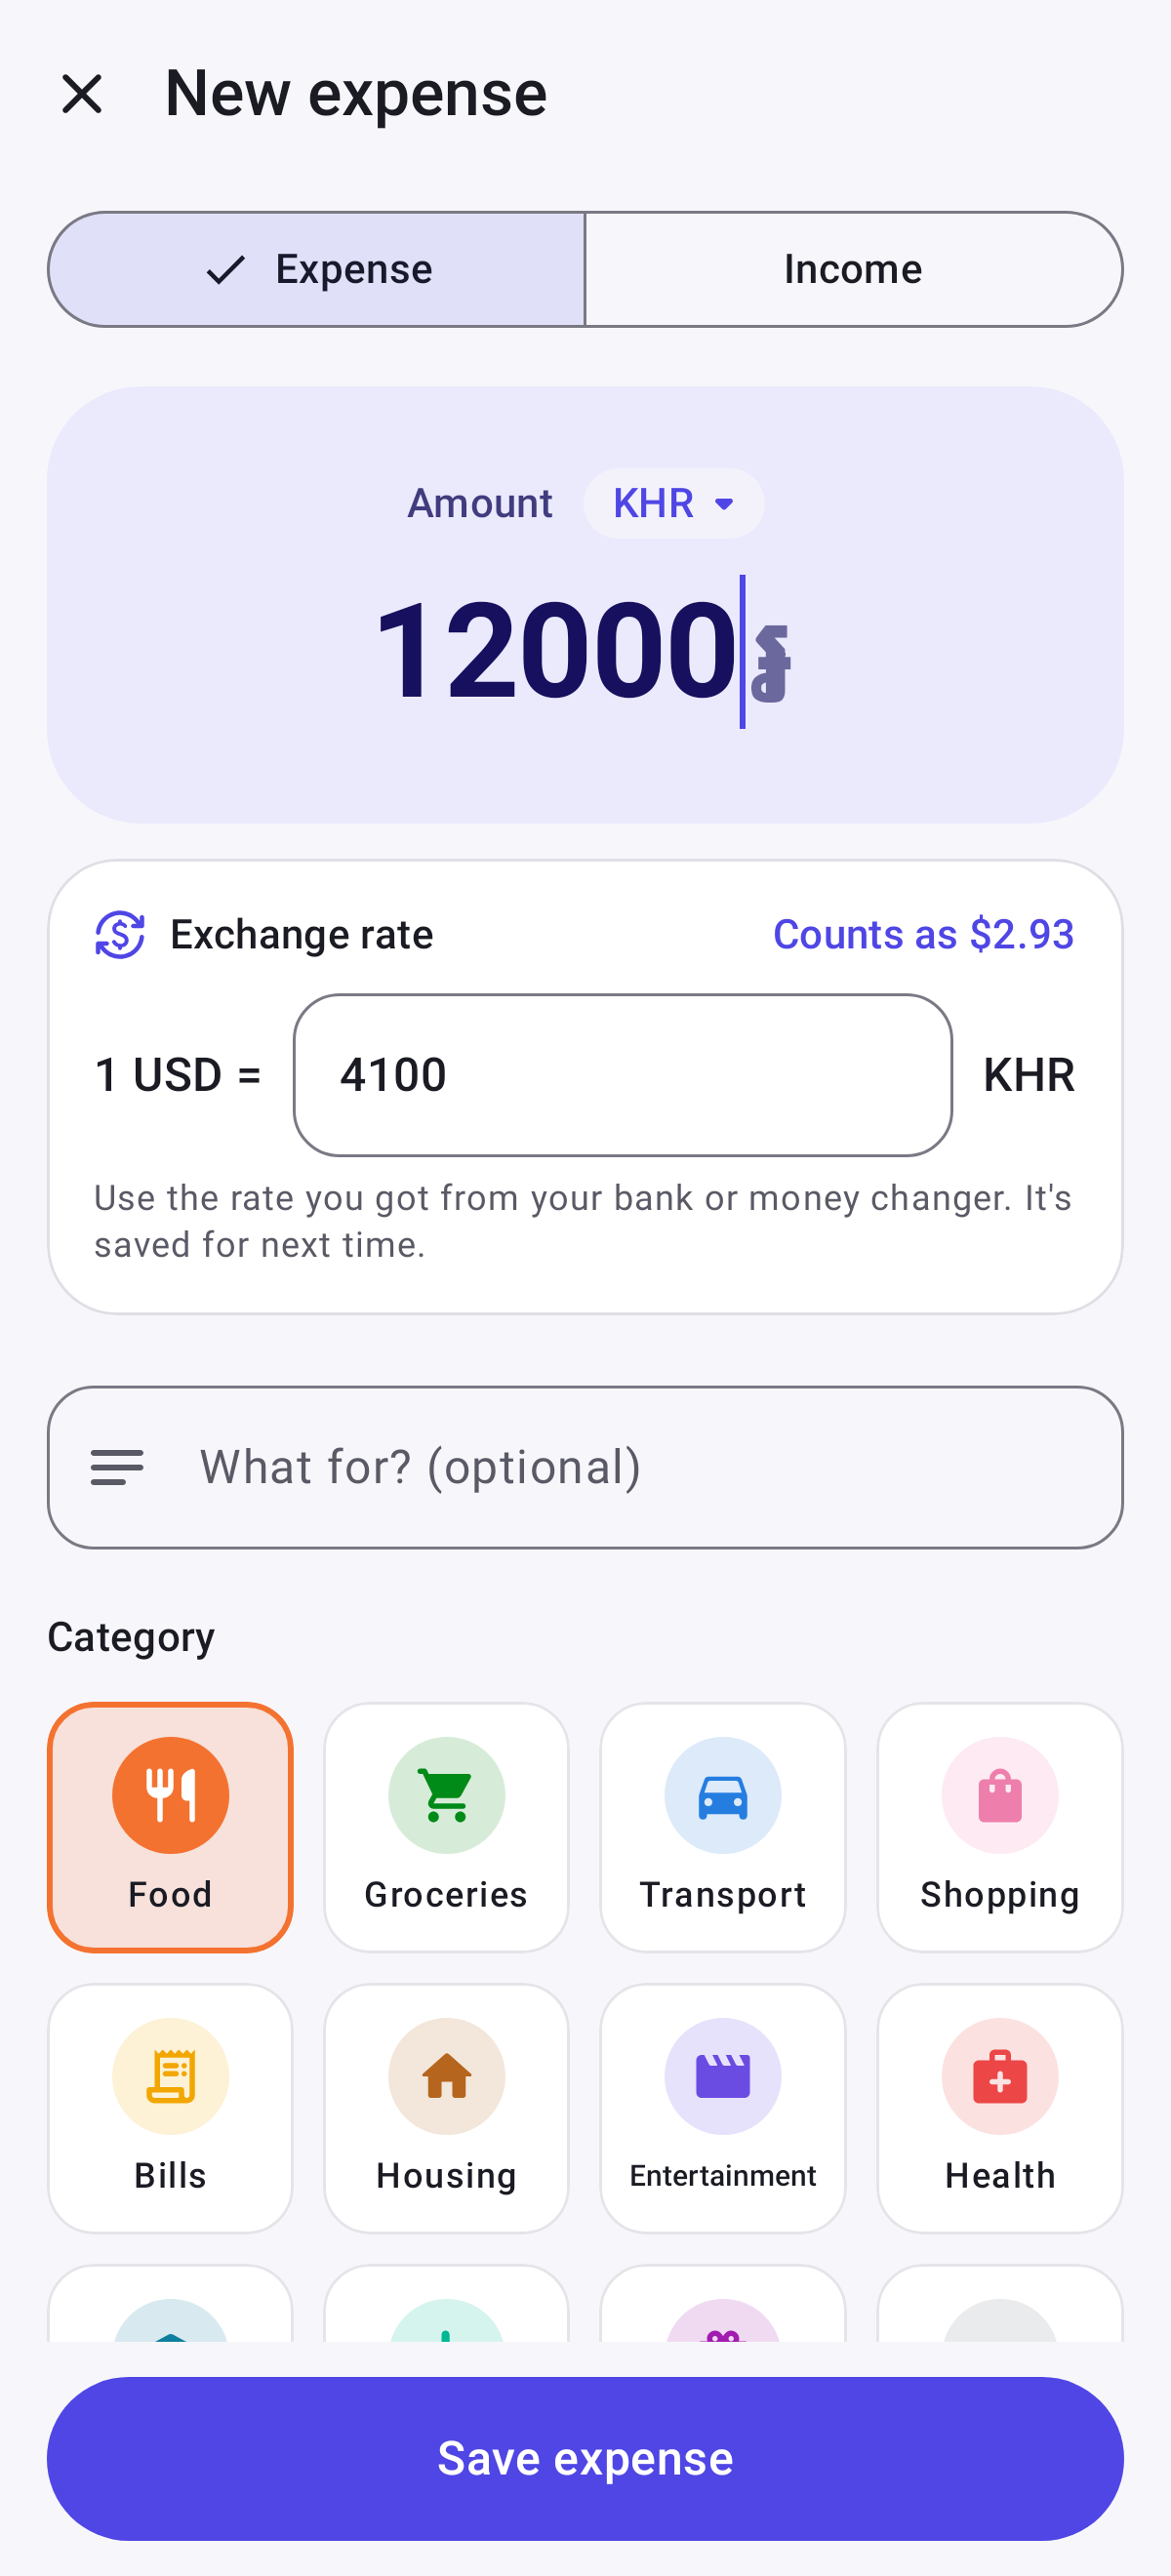 New expense
Expense
Income
Amount KHR
12000៛
Exchange rate
Counts as $2.93
1 USD = 4100 KHR
Use the rate you got from your bank or money changer. It's
saved for next time.
What for? (optional)
Category
Food Groceries Transport Shopping
Bills Housing Entertainment Health
Save expense